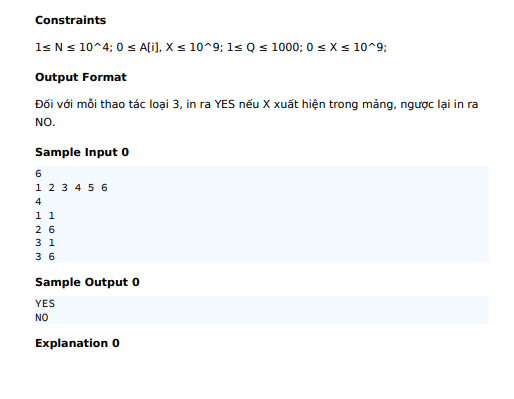 Constraints
1≤ N ≤ 10^4; 0 ≤ A[i], X ≤ 10^9; 1≤ Q ≤ 1000; 0 ≤ X ≤ 10^9;
Output Format
Đối với mỗi thao tác loại 3, in ra YES nếu X xuất hiện trong mảng, ngược lại in ra
NO.
Sample Input 0
6
1 2 3 4 5 6
4
1 1
2 6
3 1
3 6
Sample Output 0
YES
NO
Explanation 0